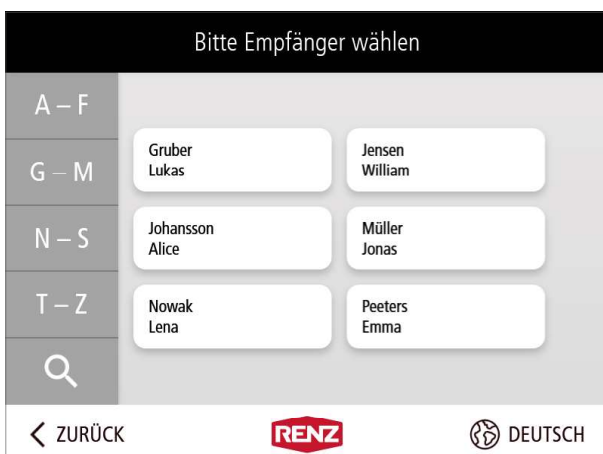 Bitte Empfänger wählen
A – F
G – M
N – S
T – Z
Gruber
Lukas
Jensen
William
Johansson
Alice
Müller
Jonas
Nowak
Lena
Peeters
Emma
ZURÜCK
RENZ
DEUTSCH